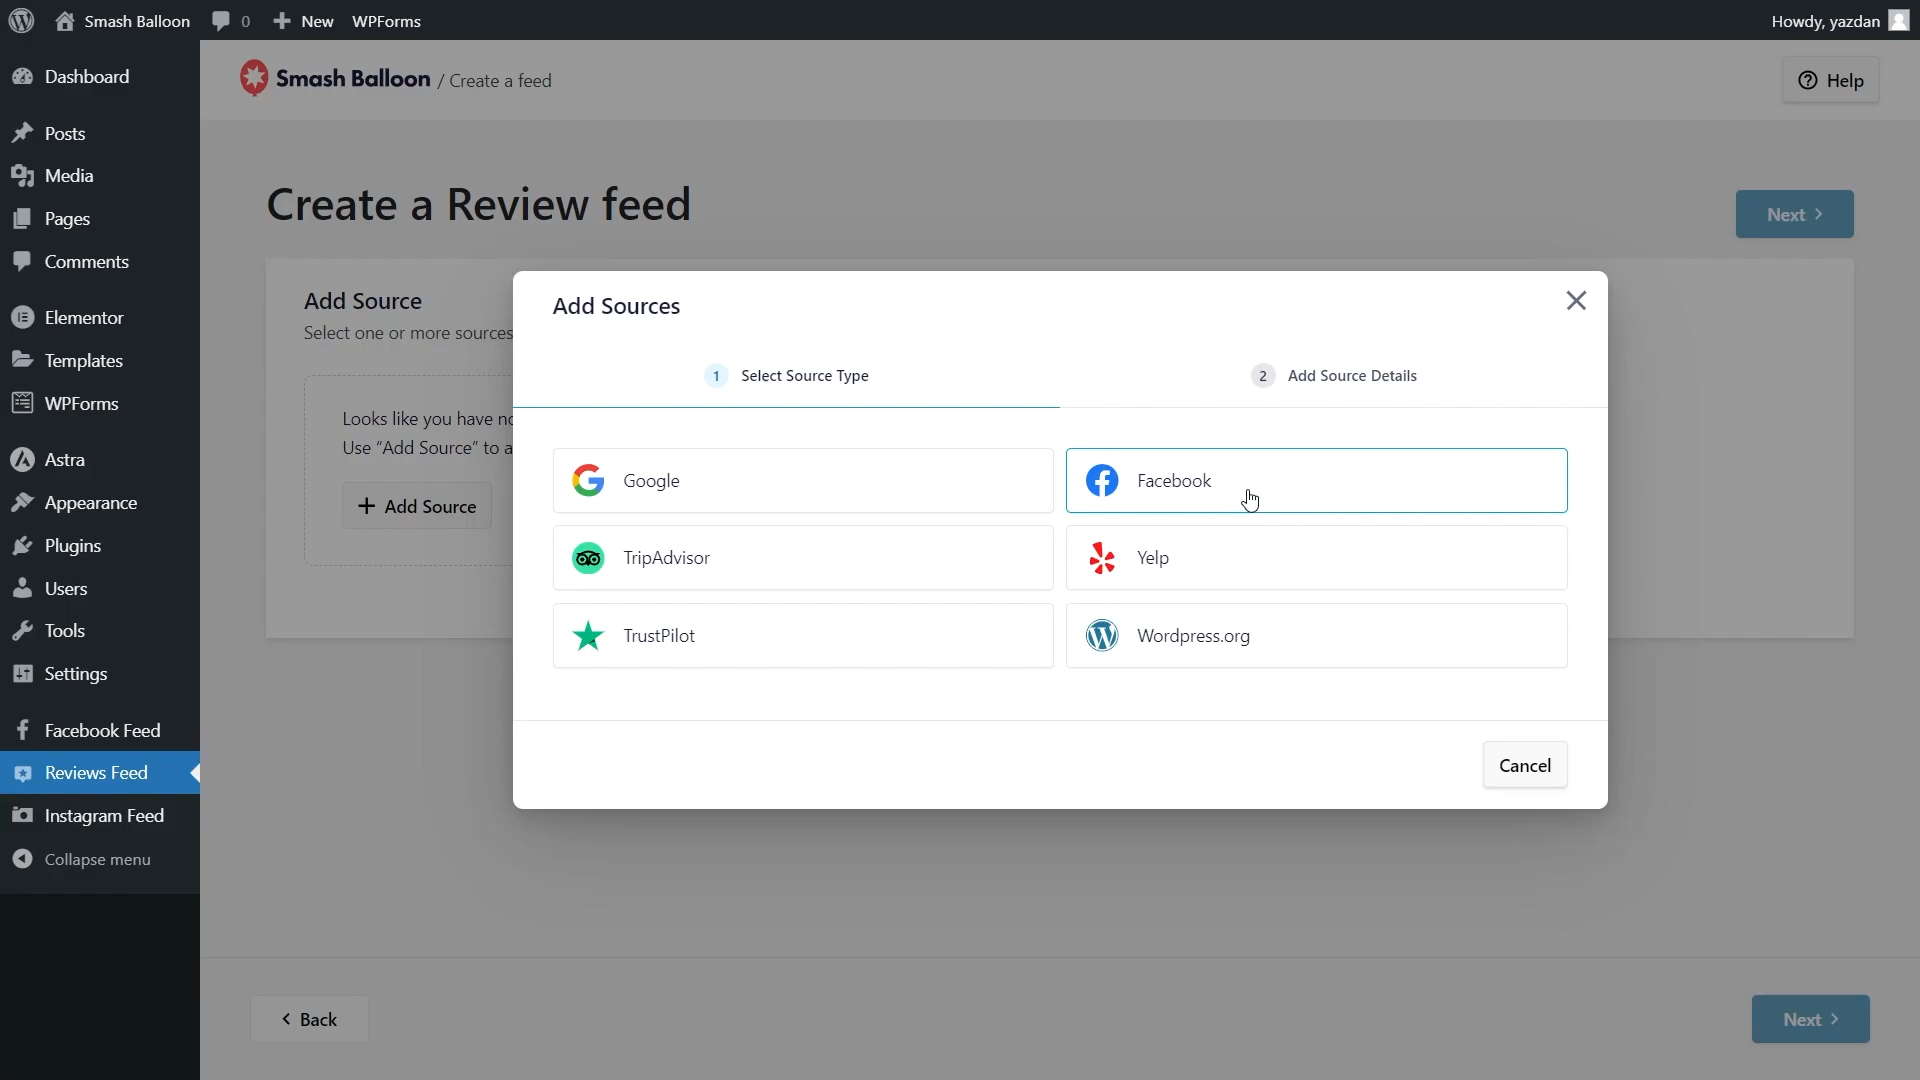 Smash Balloon
0
New
WPForms
Howdy, yazdan
Dashboard
Posts
Media
Pages
Comments
Elementor
Templates
WPForms
Astra
Appearance
Plugins
Users
Tools
Settings
Facebook Feed
Reviews Feed
Instagram Feed
Collapse menu
Smash Balloon / Create a feed
Help
Create a Review feed
Next
Add Source
Select one or more sources
Looks like you have
Use "Add Source" to
Add Source
Add Sources
1 Select Source Type
2 Add Source Details
Google
Facebook
TripAdvisor
Yelp
TrustPilot
Wordpress.org
Cancel
Back
Next